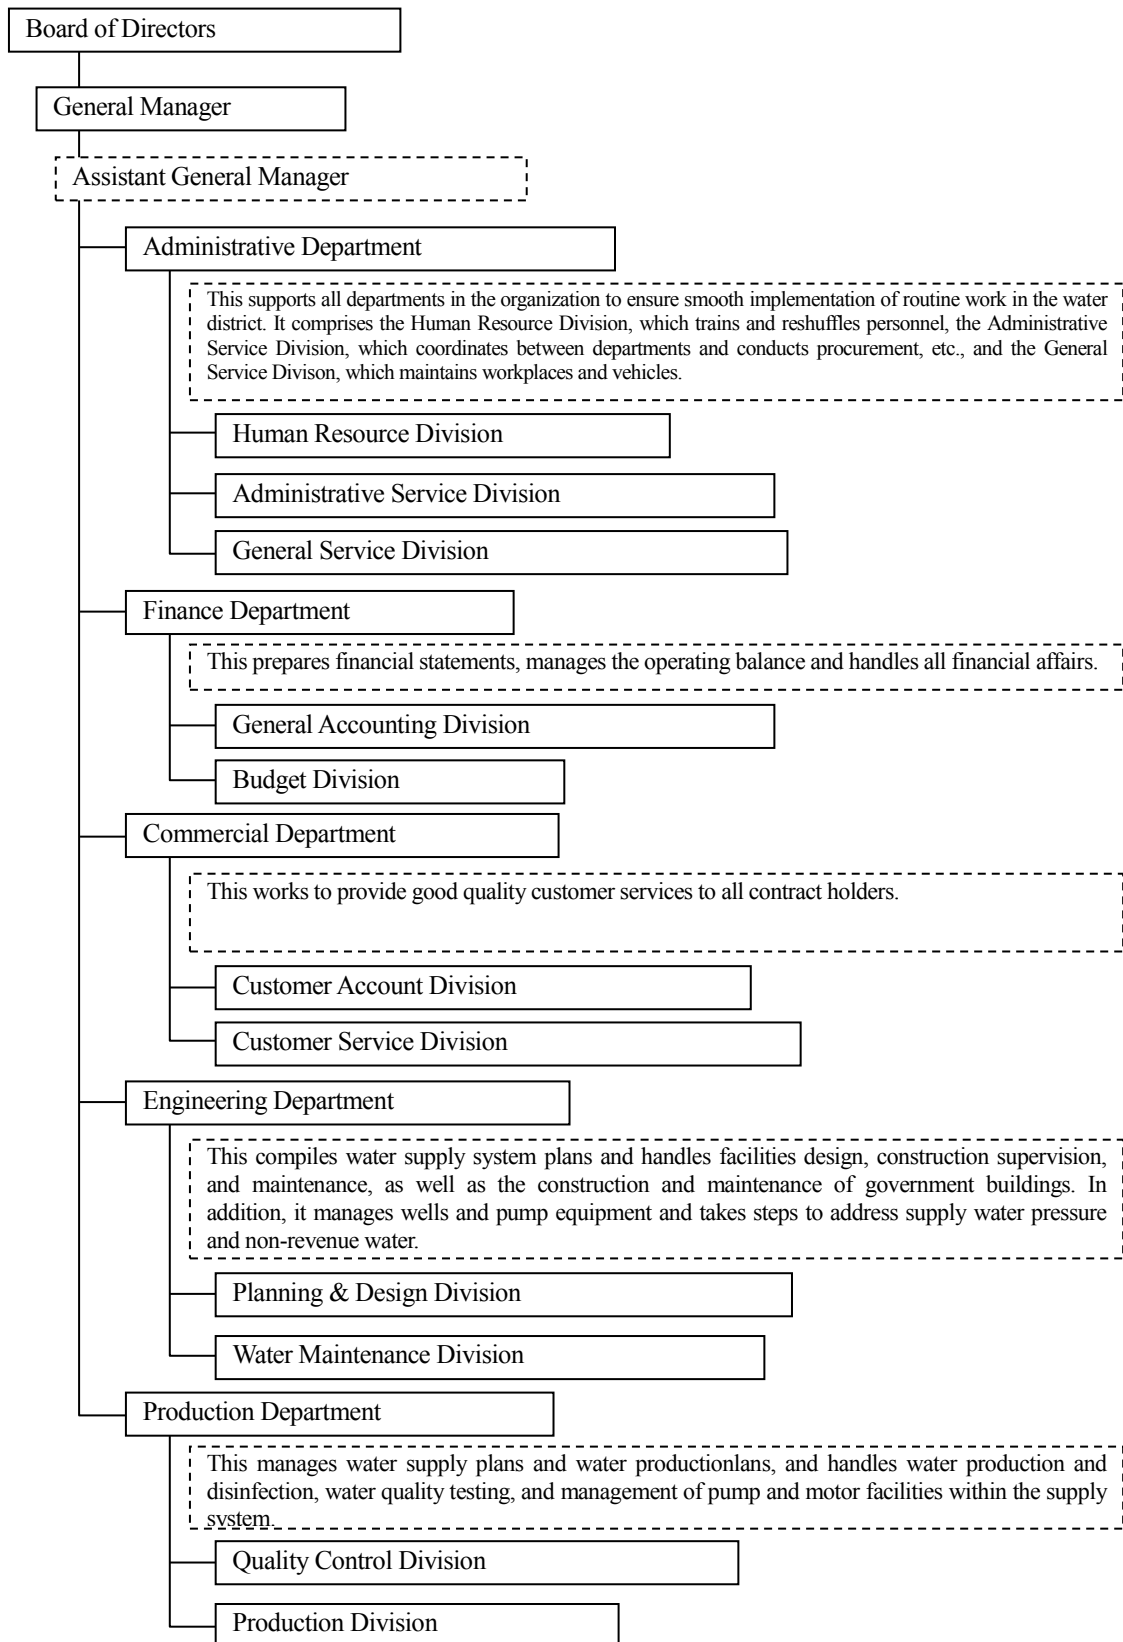 Board of Directors
General Manager
Assistant General Manager
Administrative Department
This supports all departments in the organization to ensure smooth implementation of routine work in the water
district. It comprises the Human Resource Division, which trains and reshuffles personnel, the Administrative
Service Division, which coordinates between departments and conducts procurement, etc., and the General
Service Divison, which maintains workplaces and vehicles.
Human Resource Division
Administrative Service Division
General Service Division
Finance Department
This prepares financial statements, manages the operating balance and handles all financial affairs.
General Accounting Division
Budget Division
Commercial Department
This works to provide good quality customer services to all contract holders.
Customer Account Division
Customer Service Division
Engineering Department
This compiles water supply system plans and handles facilities design, construction supervision,
and maintenance, as well as the construction and maintenance of government buildings. In
addition, it manages wells and pump equipment and takes steps to address supply water pressure
and non-revenue water.
Planning & Design Division
Water Maintenance Division
Production Department
This manages water supply plans and water productionlans, and handles water production and
disinfection, water quality testing, and management of pump and motor facilities within the supply
system.
Quality Control Division
Production Division